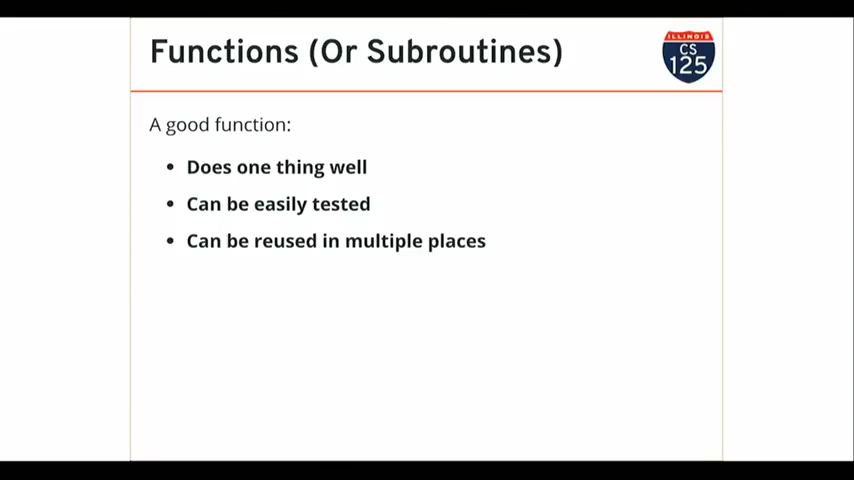 Functions (Or Subroutines)
ILLINOIS
CS
125
A good function:
• Does one thing well
• Can be easily tested
• Can be reused in multiple places